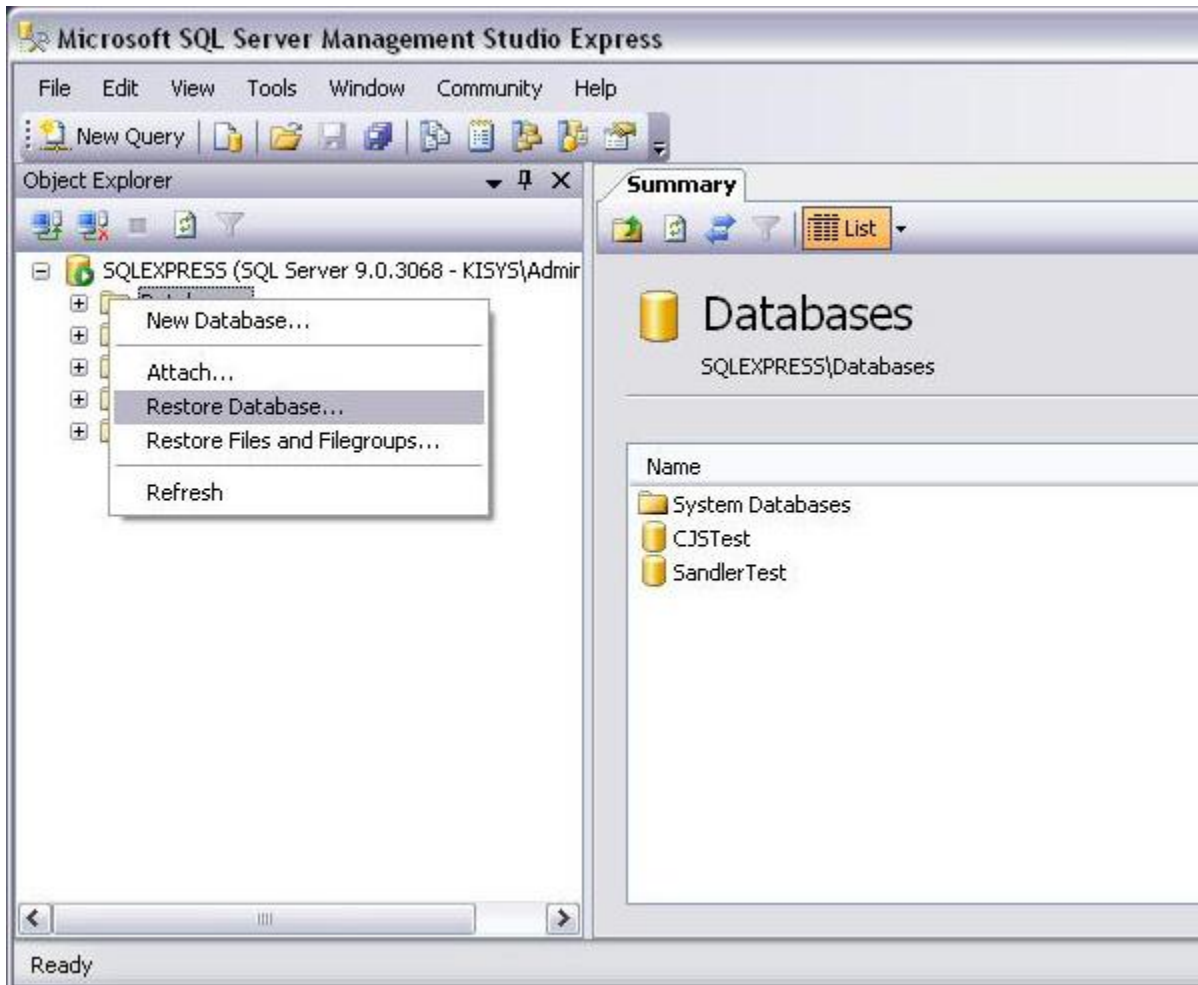 Microsoft SQL Server Management Studio Express
File Edit View Tools Window Community Help
New Query
Object Explorer
Summary
List
SQLEXPRESS (SQL Server 9.0.3068 - KISYS\Admir
New Database...
Attach...
Restore Database...
Restore Files and Filegroups...
Refresh
Databases
SQLEXPRESS\Databases
Name
System Databases
CJSTest
SandlerTest
Ready